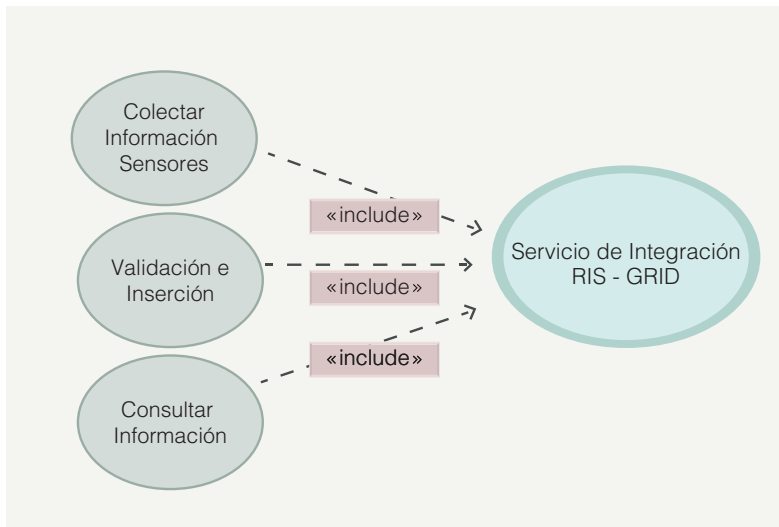 Colectar
Información
Sensores
«include»
Validación e
Inserción
«include»
Servicio de Integración
RIS - GRID
«include»
Consultar
Información